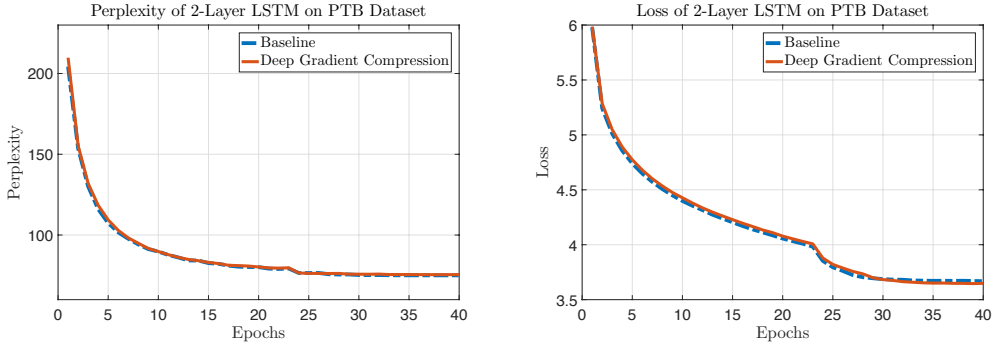 Perplexity of 2-Layer LSTM on PTB Dataset
Baseline
Deep Gradient Compression
200
150
100
Perplexity
0 5 10 15 20 25 30 35 40
Epochs
Loss of 2-Layer LSTM on PTB Dataset
Baseline
Deep Gradient Compression
6
5.5
5
4.5
4
3.5
Loss
0 5 10 15 20 25 30 35 40
Epochs